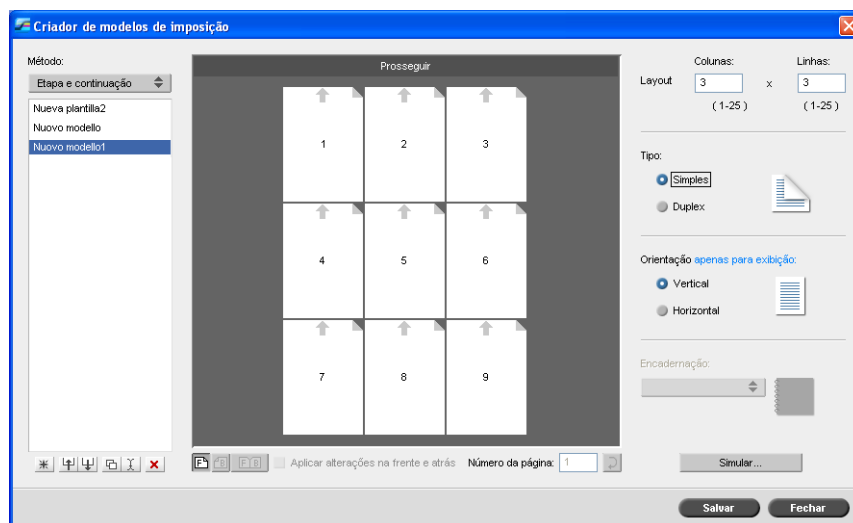 Criador de modelos de imposição
Método:
Etapa e continuação
Nueva plantilla2
Nuovo modello
Nuovo modello1
Prosseguir
1 2 3
4 5 6
7 8 9
F B F B Aplicar alterações na frente e atrás Número da página: 1
Colunas: Linhas:
Layout 3 x 3
(1-25) (1-25)
Tipo:
Simples
Duplex
Orientação apenas para exibição:
Vertical
Horizontal
Encadernação:
Simular...
Salvar Fechar